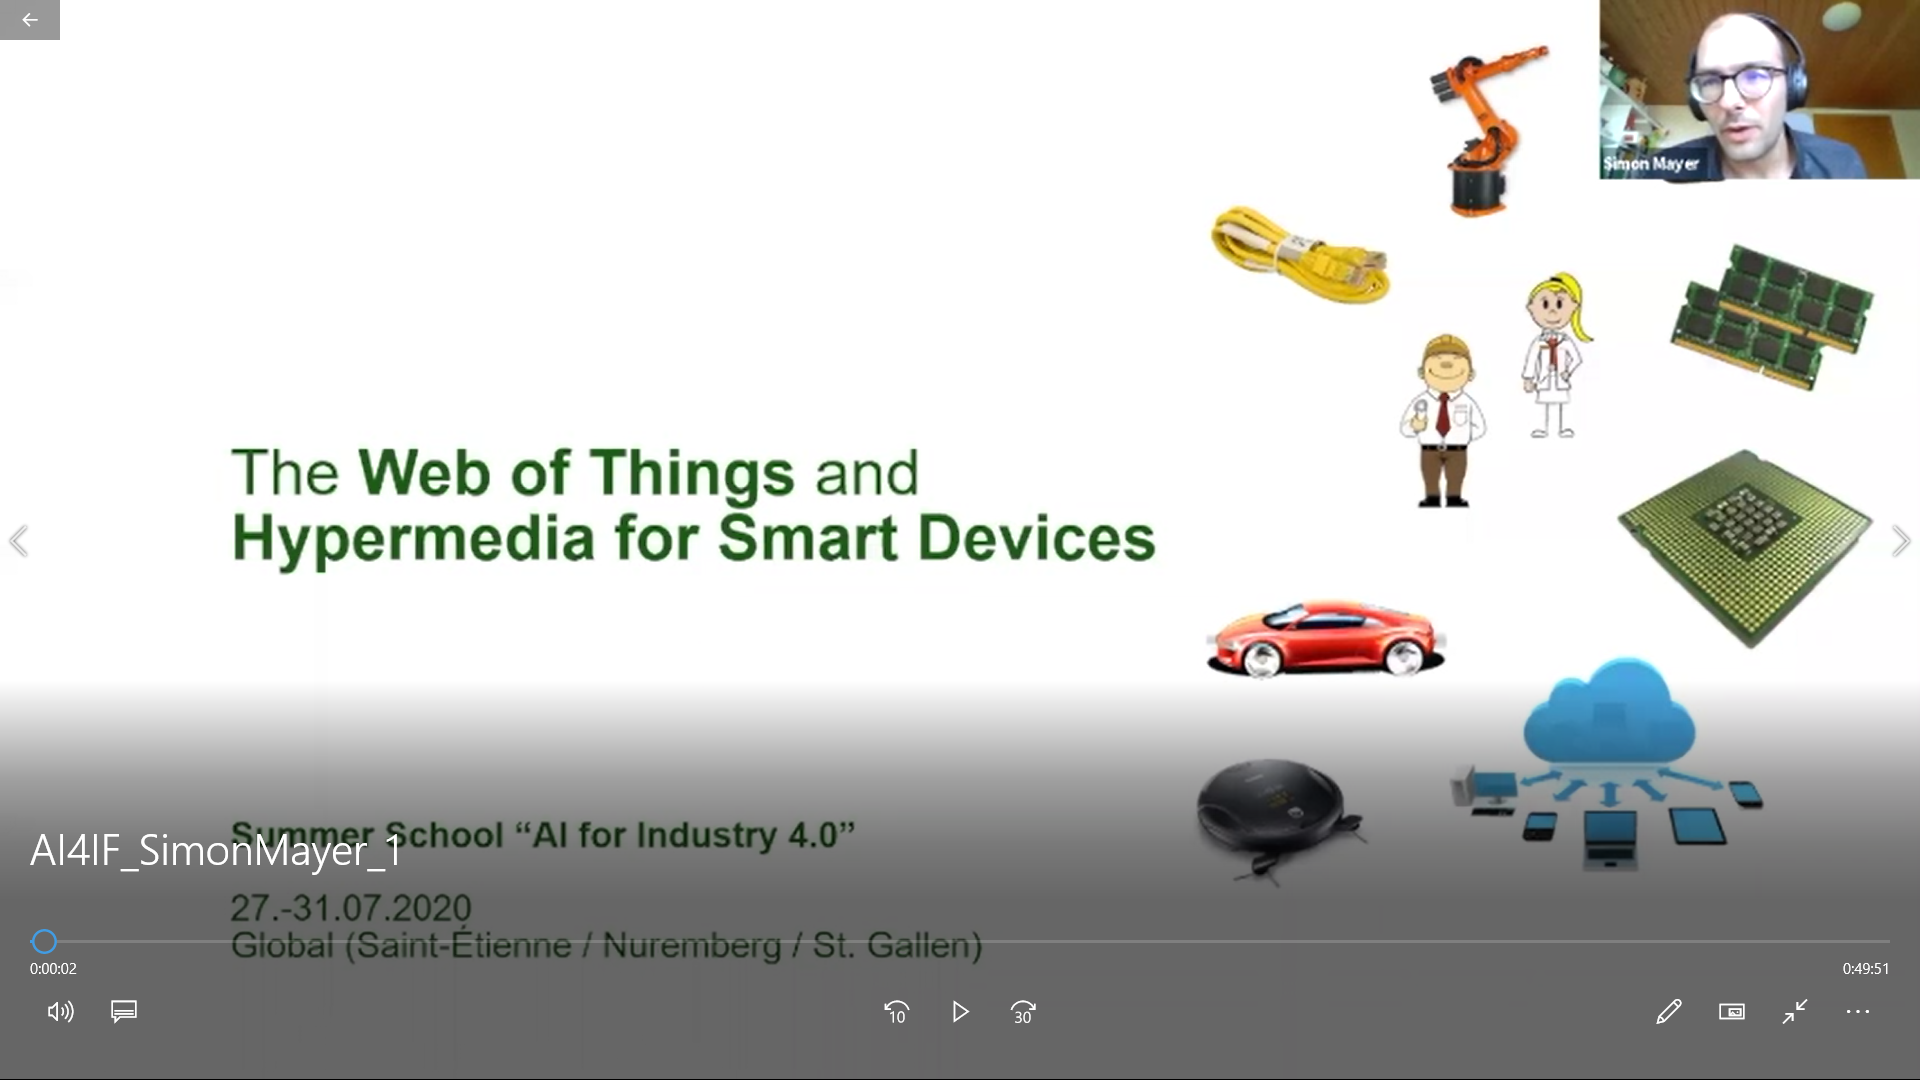 Simon Mayer
The Web of Things and
Hypermedia for Smart Devices
Summer School “AI for Industry 4.0”
AI4IF_SimonMayer_1
27.-31.07.2020
Global (Saint-Étienne / Nuremberg / St. Gallen)
0:00:02
0:49:51
10
30